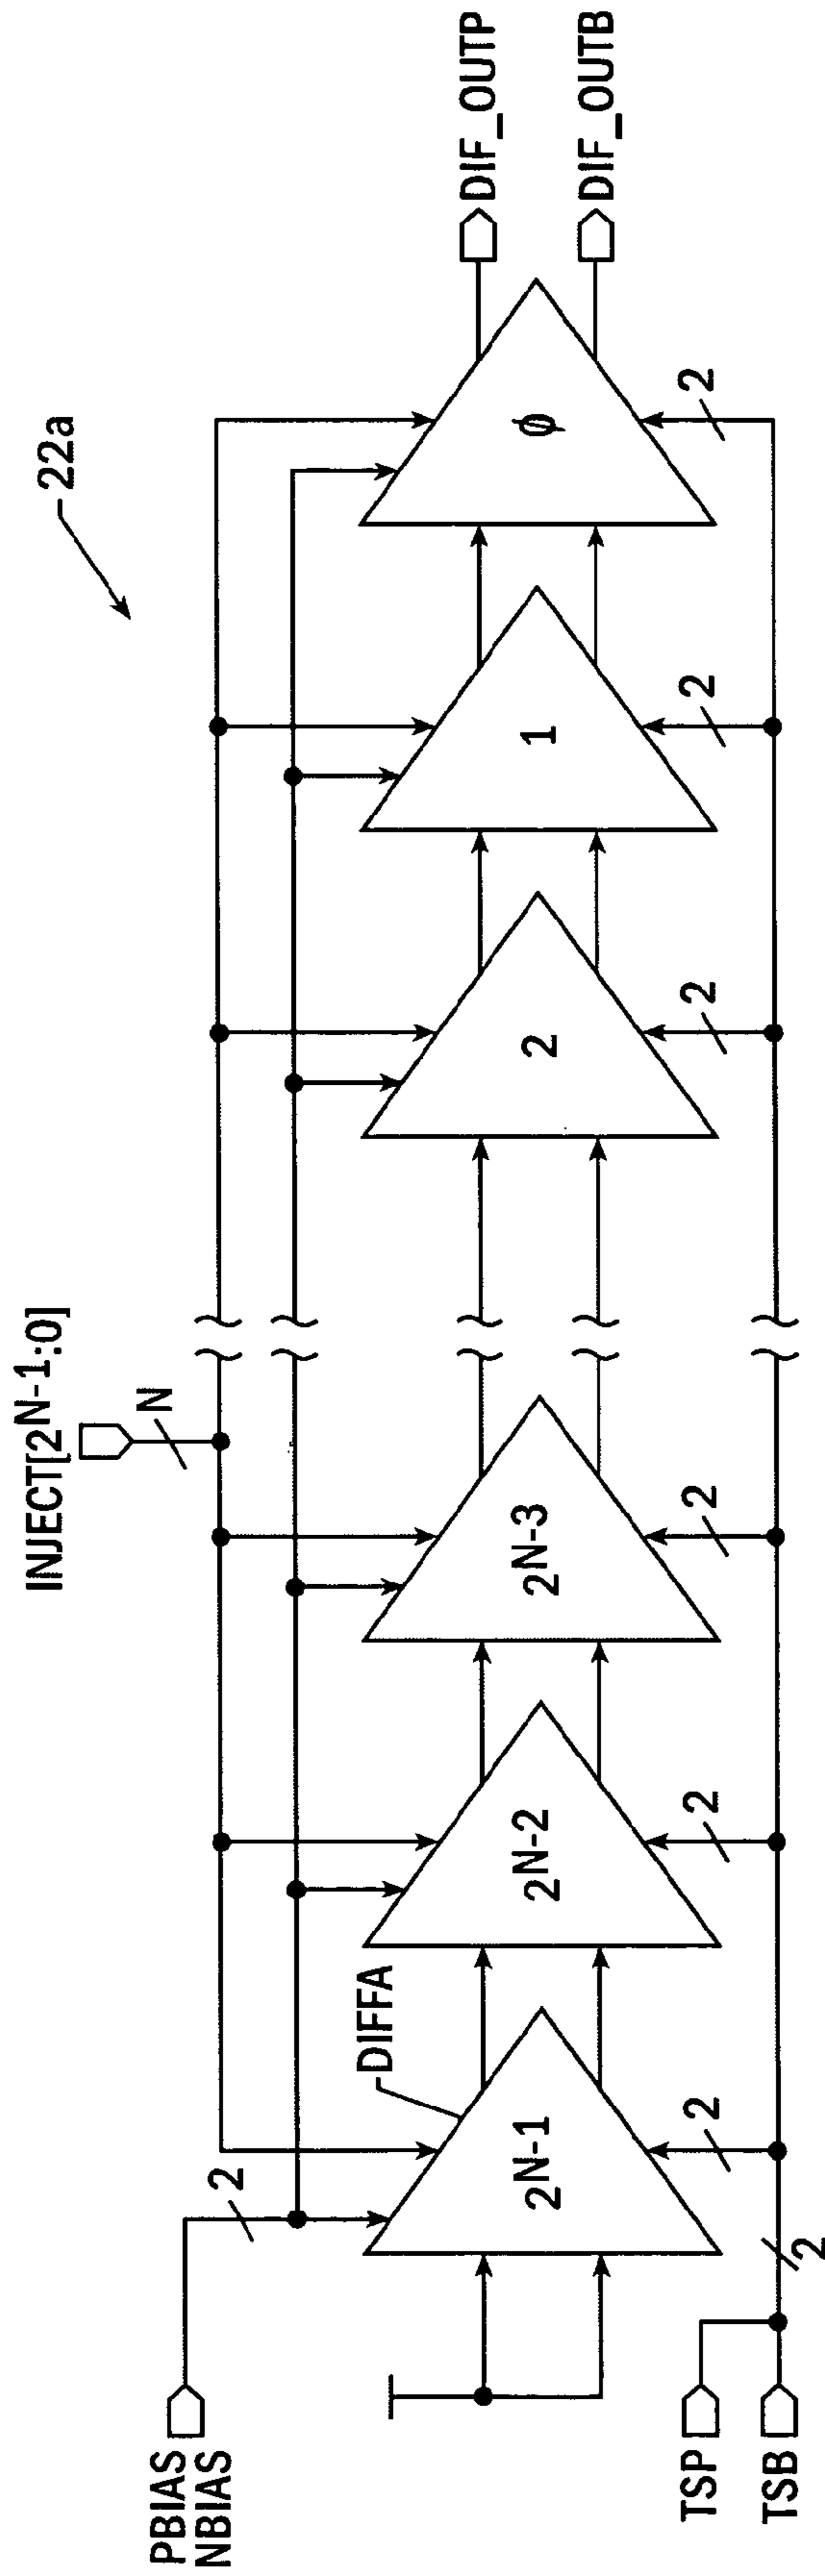 22a
INJECT[2ᴺ⁻¹:0]
N
PBIAS
NBIAS
2
DIFFA
2ᴺ⁻¹
2ᴺ⁻²
2ᴺ⁻³
2
1
φ
DIF_OUTP
DIF_OUTB
2
2
2
2
2
2
2
TSP
TSB